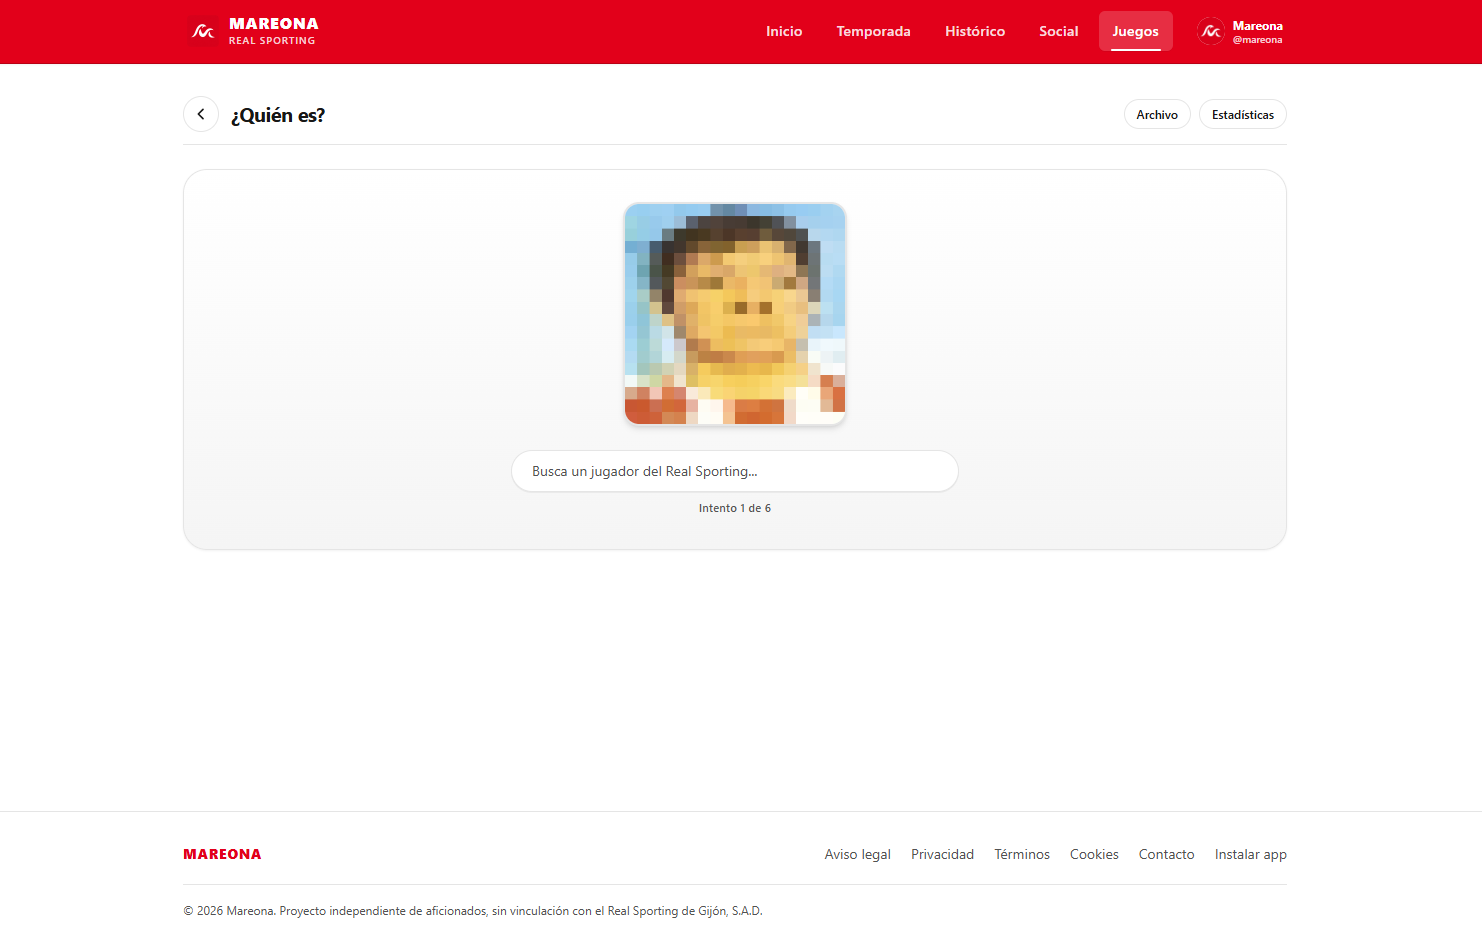 MAREONA
REAL SPORTING
Inicio
Temporada
Histórico
Social
Juegos
Mareona
@mareona
¿Quién es?
Archivo
Estadísticas
Busca un jugador del Real Sporting...
Intento 1 de 6
MAREONA
Aviso legal
Privacidad
Términos
Cookies
Contacto
Instalar app
© 2026 Mareona. Proyecto independiente de aficionados, sin vinculación con el Real Sporting de Gijón, S.A.D.